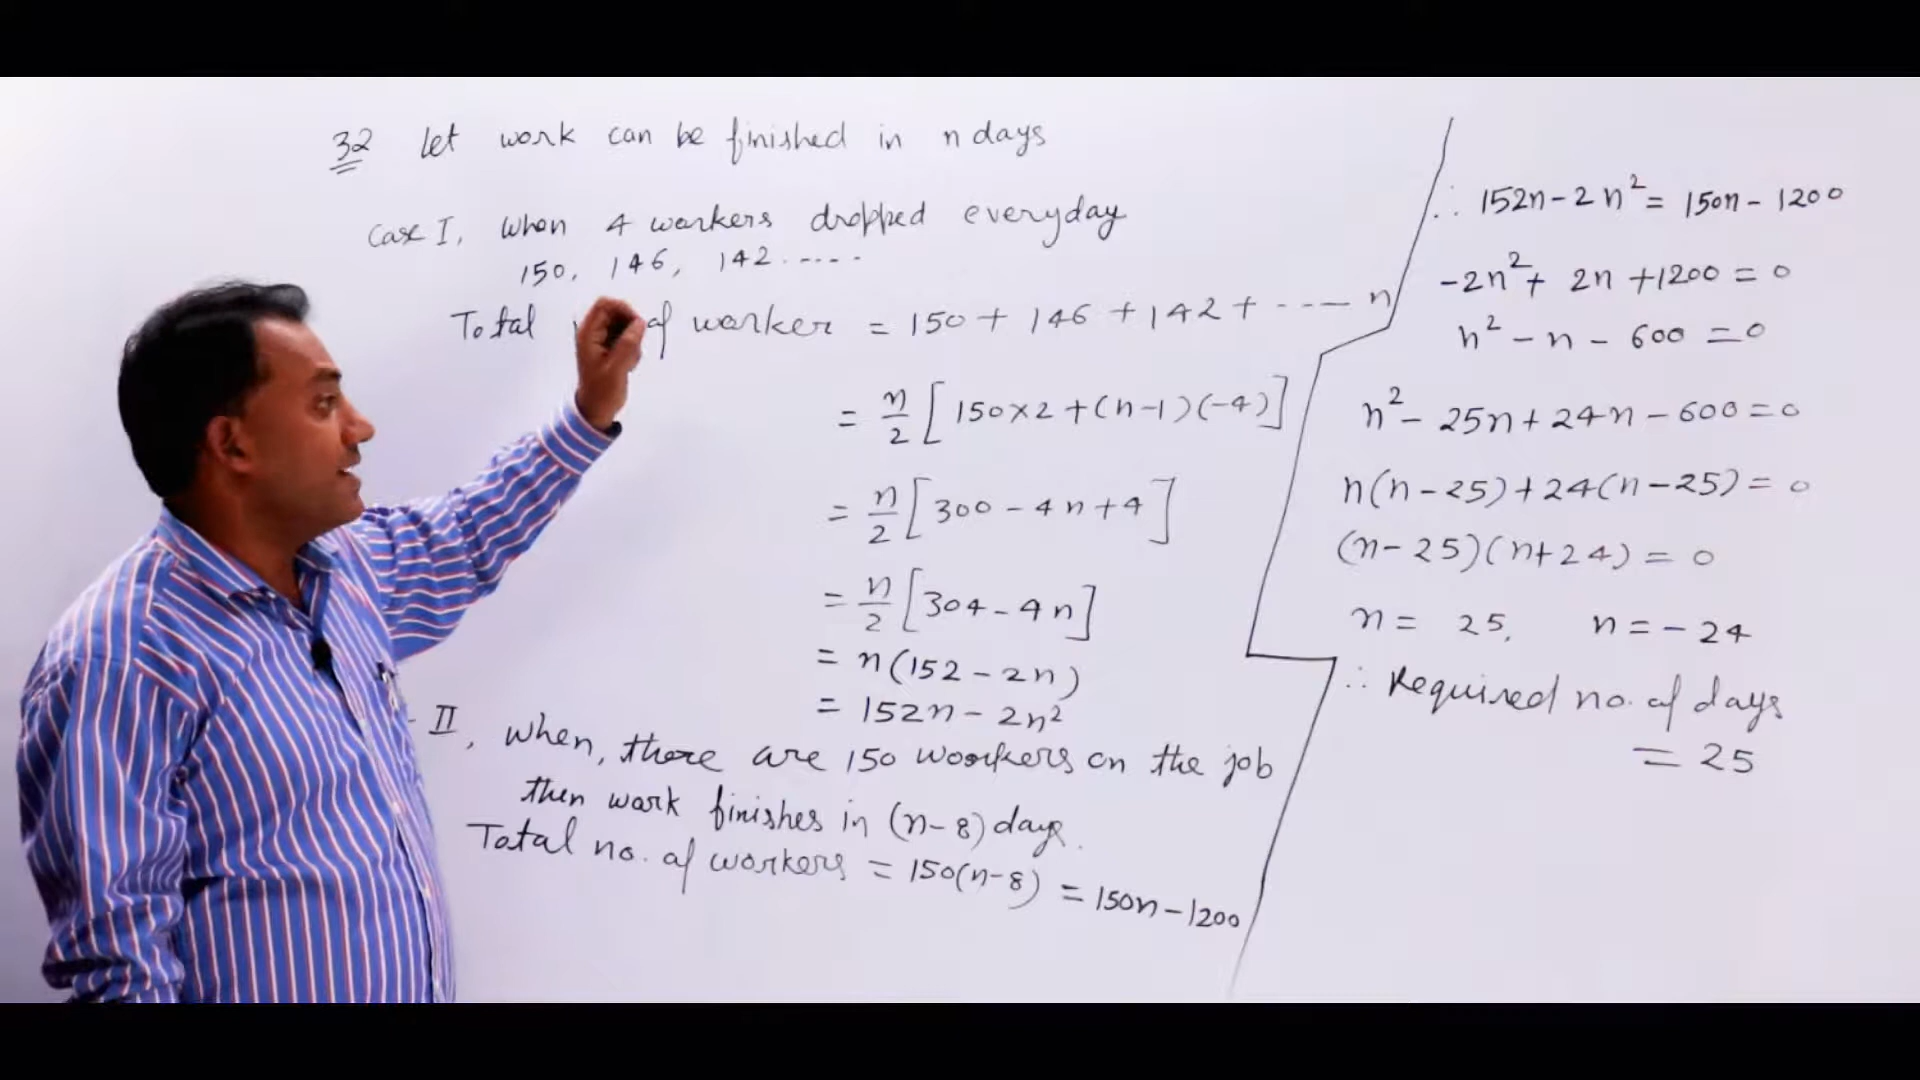 32 let work can be finished in n days
Case I, when 4 workers dropped everyday
150, 146, 142.....
Total of worker = 150 + 146 + 142 + ---- n
= n/2 [150×2+(n-1)(-4)]
= n/2 [300 - 4n + 4]
= n/2 [304 - 4n]
= n(152 - 2n)
= 152n - 2n²
- II, when, there are 150 woorkers on the job
then work finishes in (n-8) days.
Total no. of workers = 150(n-8) = 150n - 1200
∴ 152n - 2n² = 150n - 1200
-2n² + 2n + 1200 = 0
n² - n - 600 = 0
n² - 25n + 24n - 600 = 0
n(n-25) + 24(n-25) = 0
(n-25)(n+24) = 0
n = 25, n = -24
∴ Required no. of days
= 25